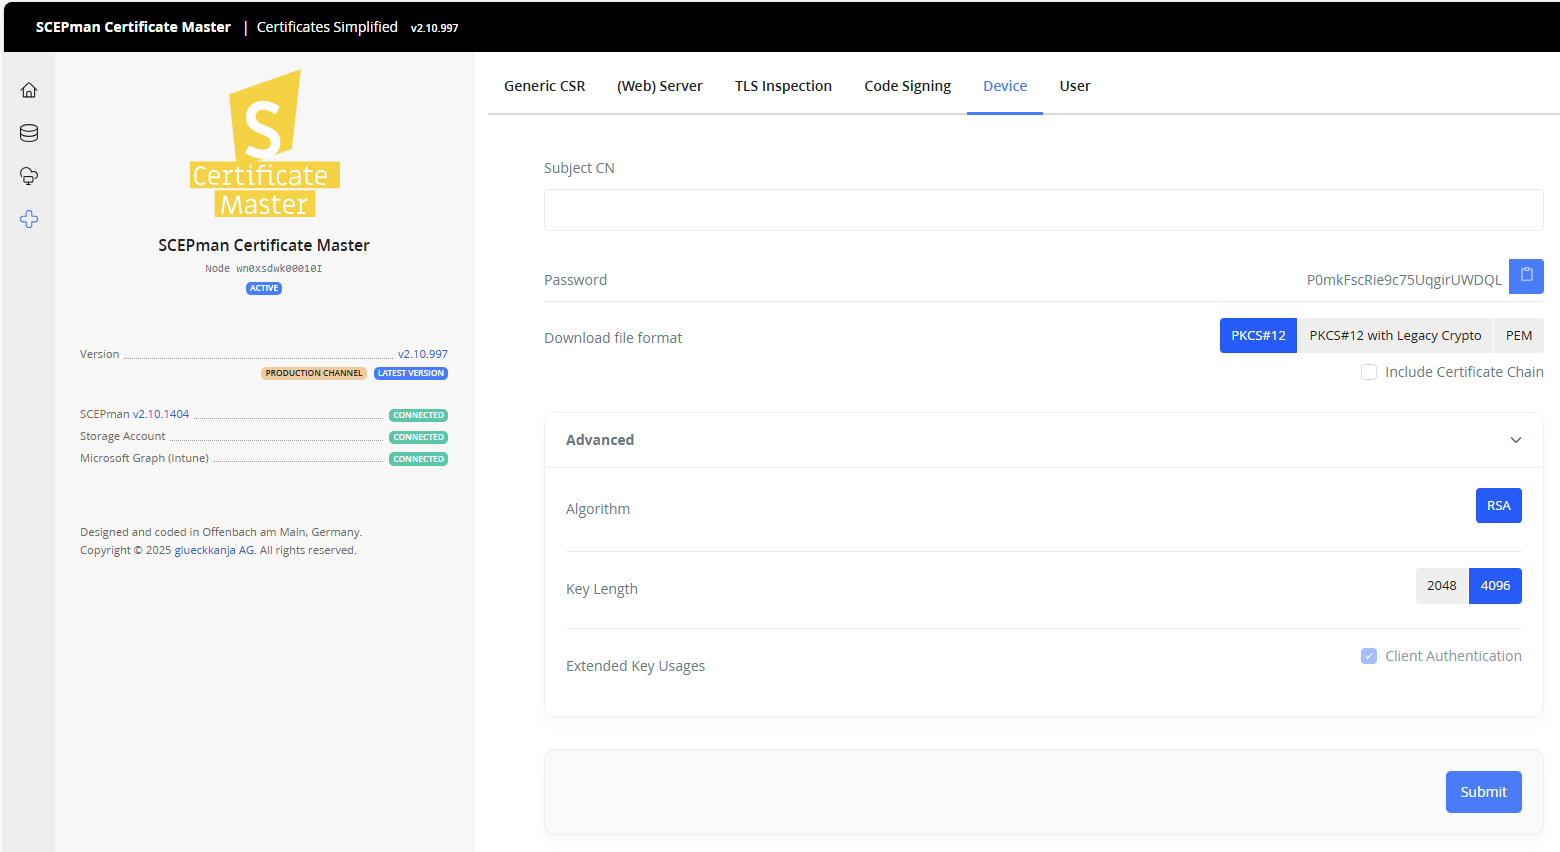 SCEPman Certificate Master | Certificates Simplified v2.10.997
S
Certificate
Master
SCEPman Certificate Master
Node wn0xsdwk00010I
ACTIVE
Version v2.10.997
PRODUCTION CHANNEL LATEST VERSION
SCEPman v2.10.1404 CONNECTED
Storage Account CONNECTED
Microsoft Graph (Intune) CONNECTED
Designed and coded in Offenbach am Main, Germany.
Copyright © 2025 glueckkanja AG. All rights reserved.
Generic CSR (Web) Server TLS Inspection Code Signing Device User
Subject CN
Password P0mkFscRie9c75UqgirUWDQL
Download file format PKCS#12 PKCS#12 with Legacy Crypto PEM
Include Certificate Chain
Advanced
Algorithm RSA
Key Length 2048 4096
Extended Key Usages Client Authentication
Submit